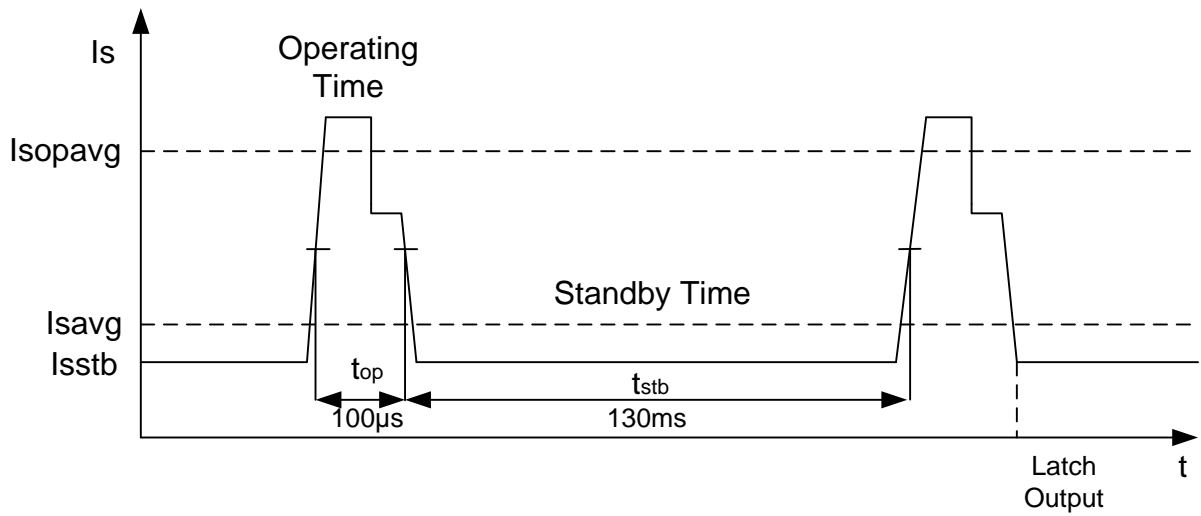 Is
Operating
Time
Isopavg
Standby Time
Isavg
Isstb
top
tstb
100µs
130ms
t
Latch
Output